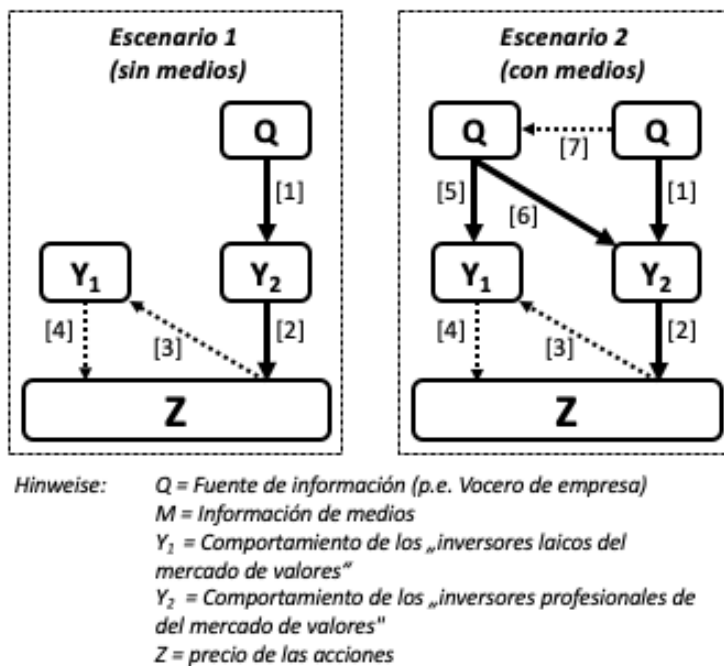 Escenario 1
(sin medios)
Q
[1]
Y₁
Y₂
[4]
[3]
[2]
Z
Escenario 2
(con medios)
Q
[7]
Q
[5]
[6]
[1]
Y₁
Y₂
[4]
[3]
[2]
Z
Hinweise: Q = Fuente de información (p.e. Vocero de empresa)
M = Información de medios
Y₁ = Comportamiento de los „inversores laicos del
mercado de valores“
Y₂ = Comportamiento de los „inversores profesionales de
del mercado de valores"
Z = precio de las acciones